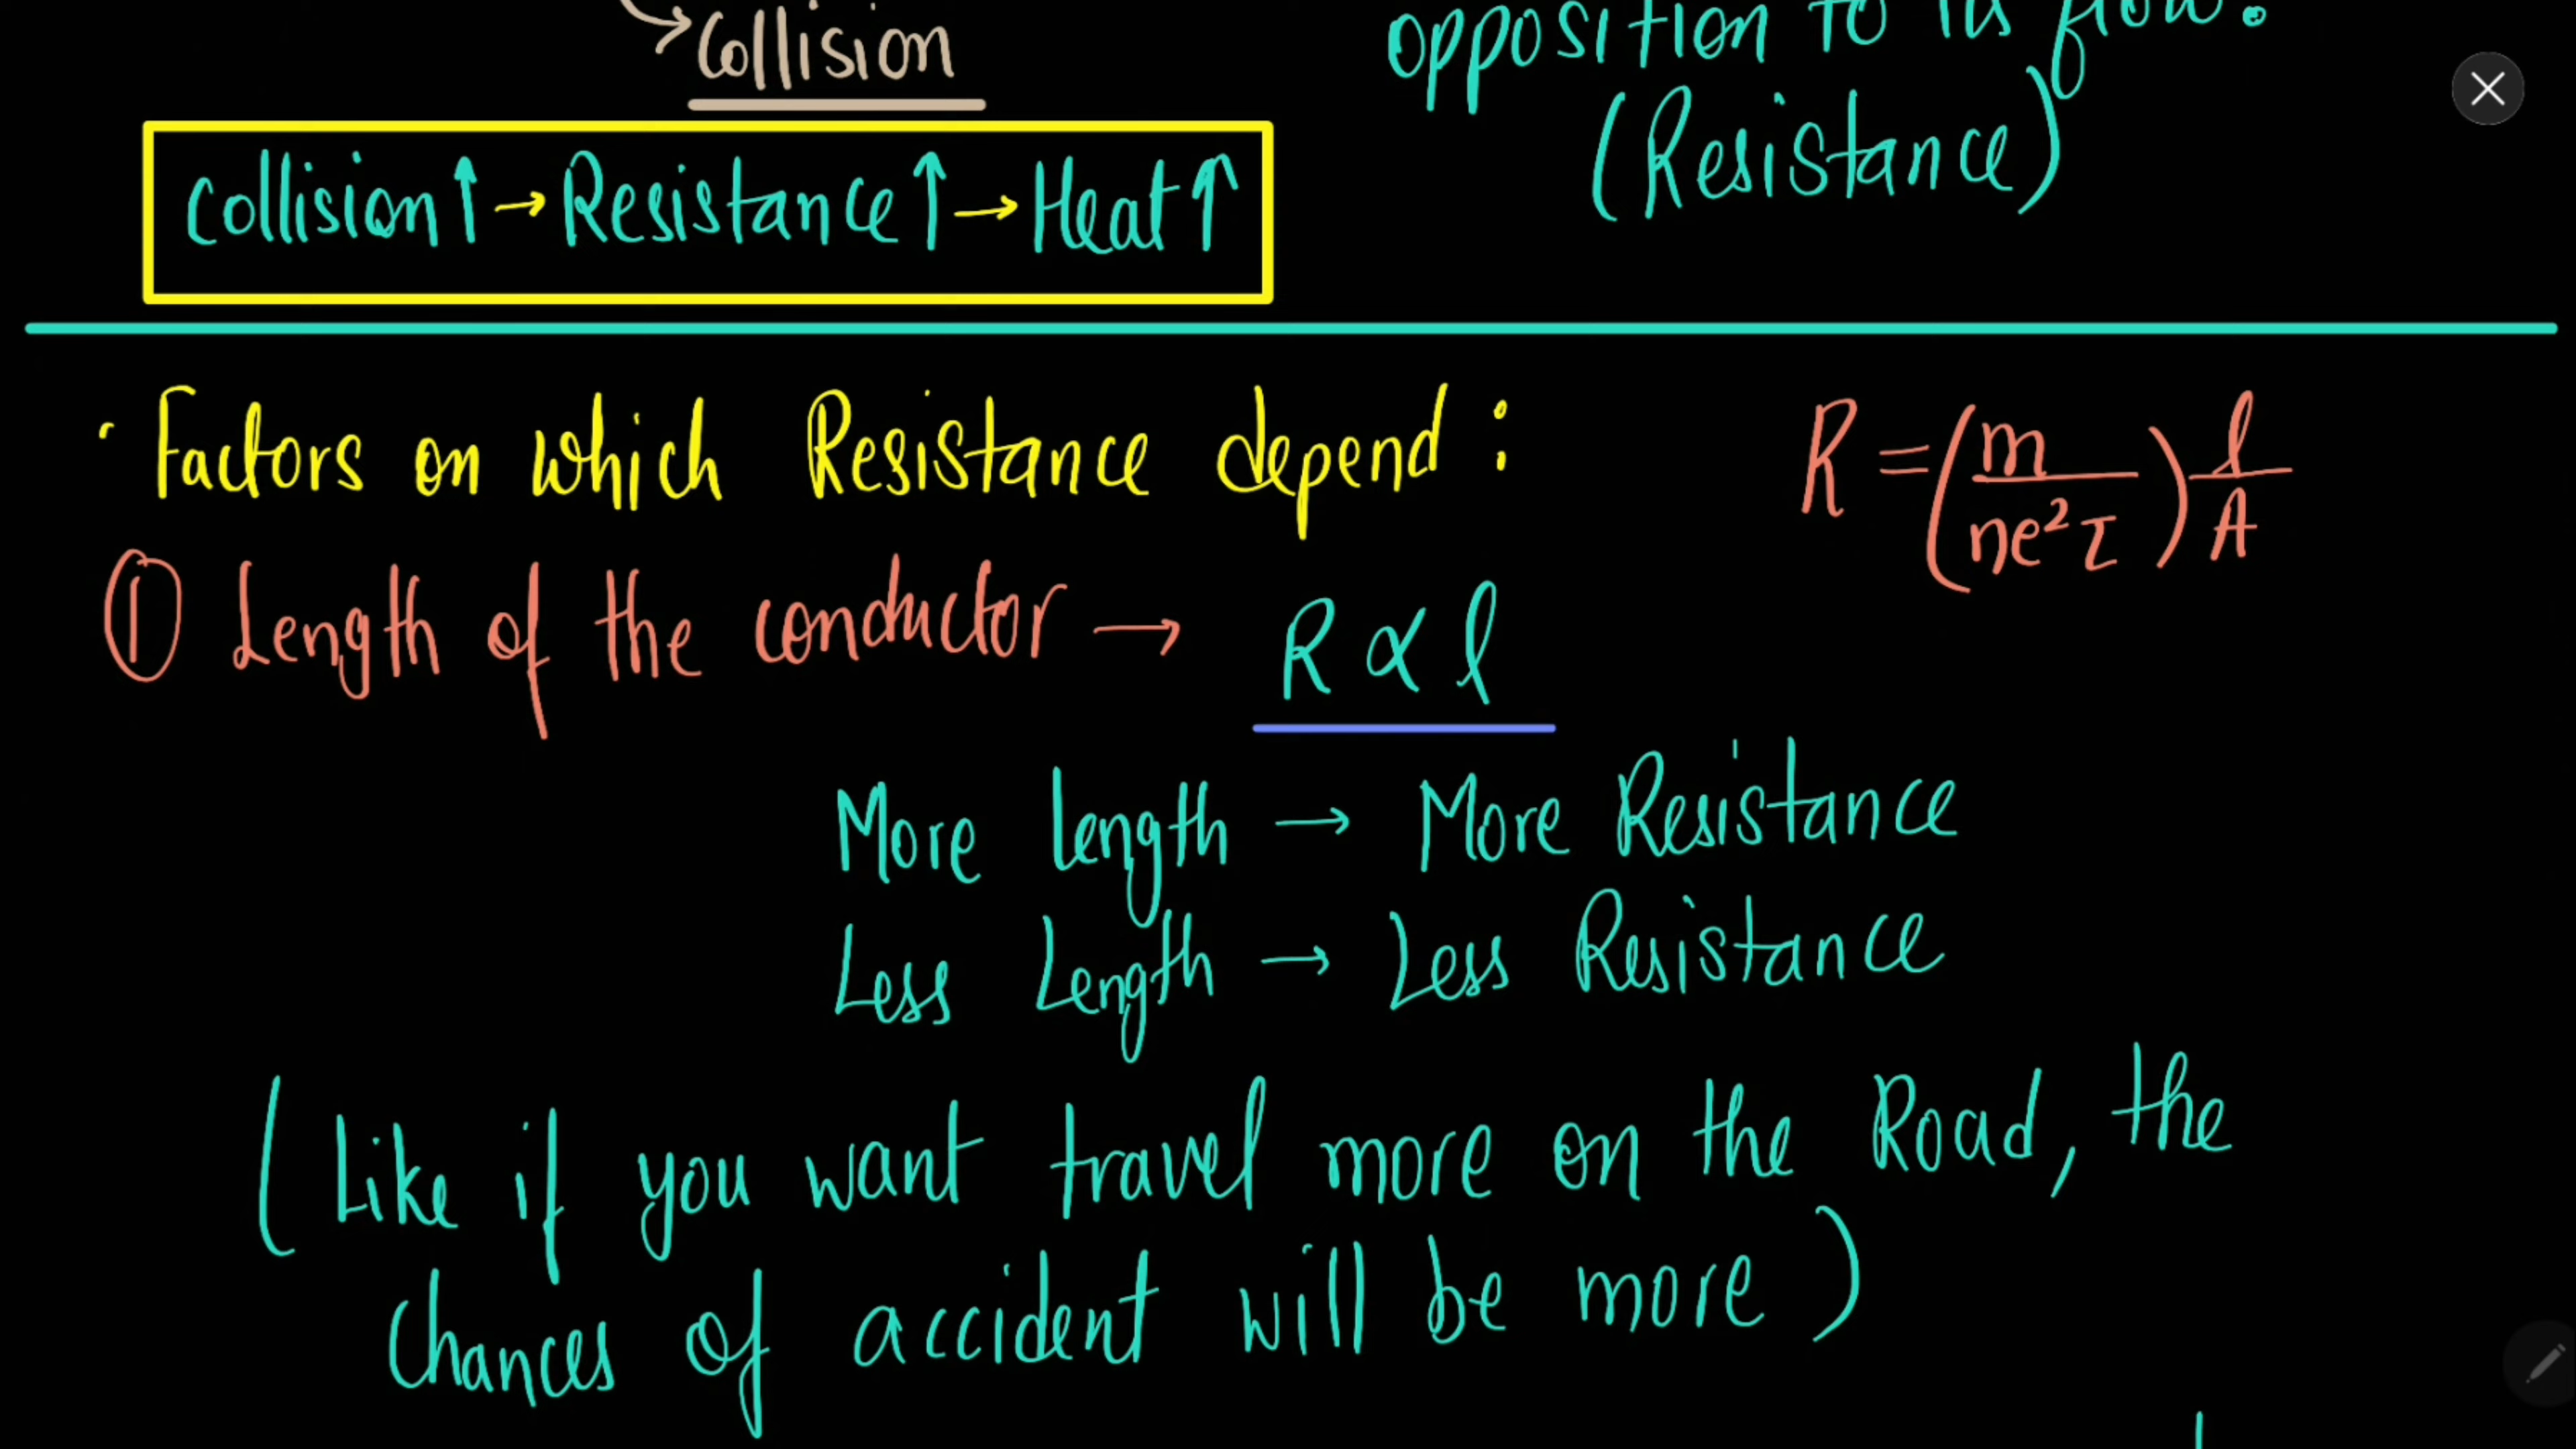 Collision
opposition to its flow.
(Resistance)
Collision↑ → Resistance↑ → Heat↑
· Factors on which Resistance depend :
R = (m/ne²τ) l/A
① Length of the conductor → R ∝ l
More length → More Resistance
Less Length → Less Resistance
(Like if you want travel more on the Road, the
chances of accident will be more)